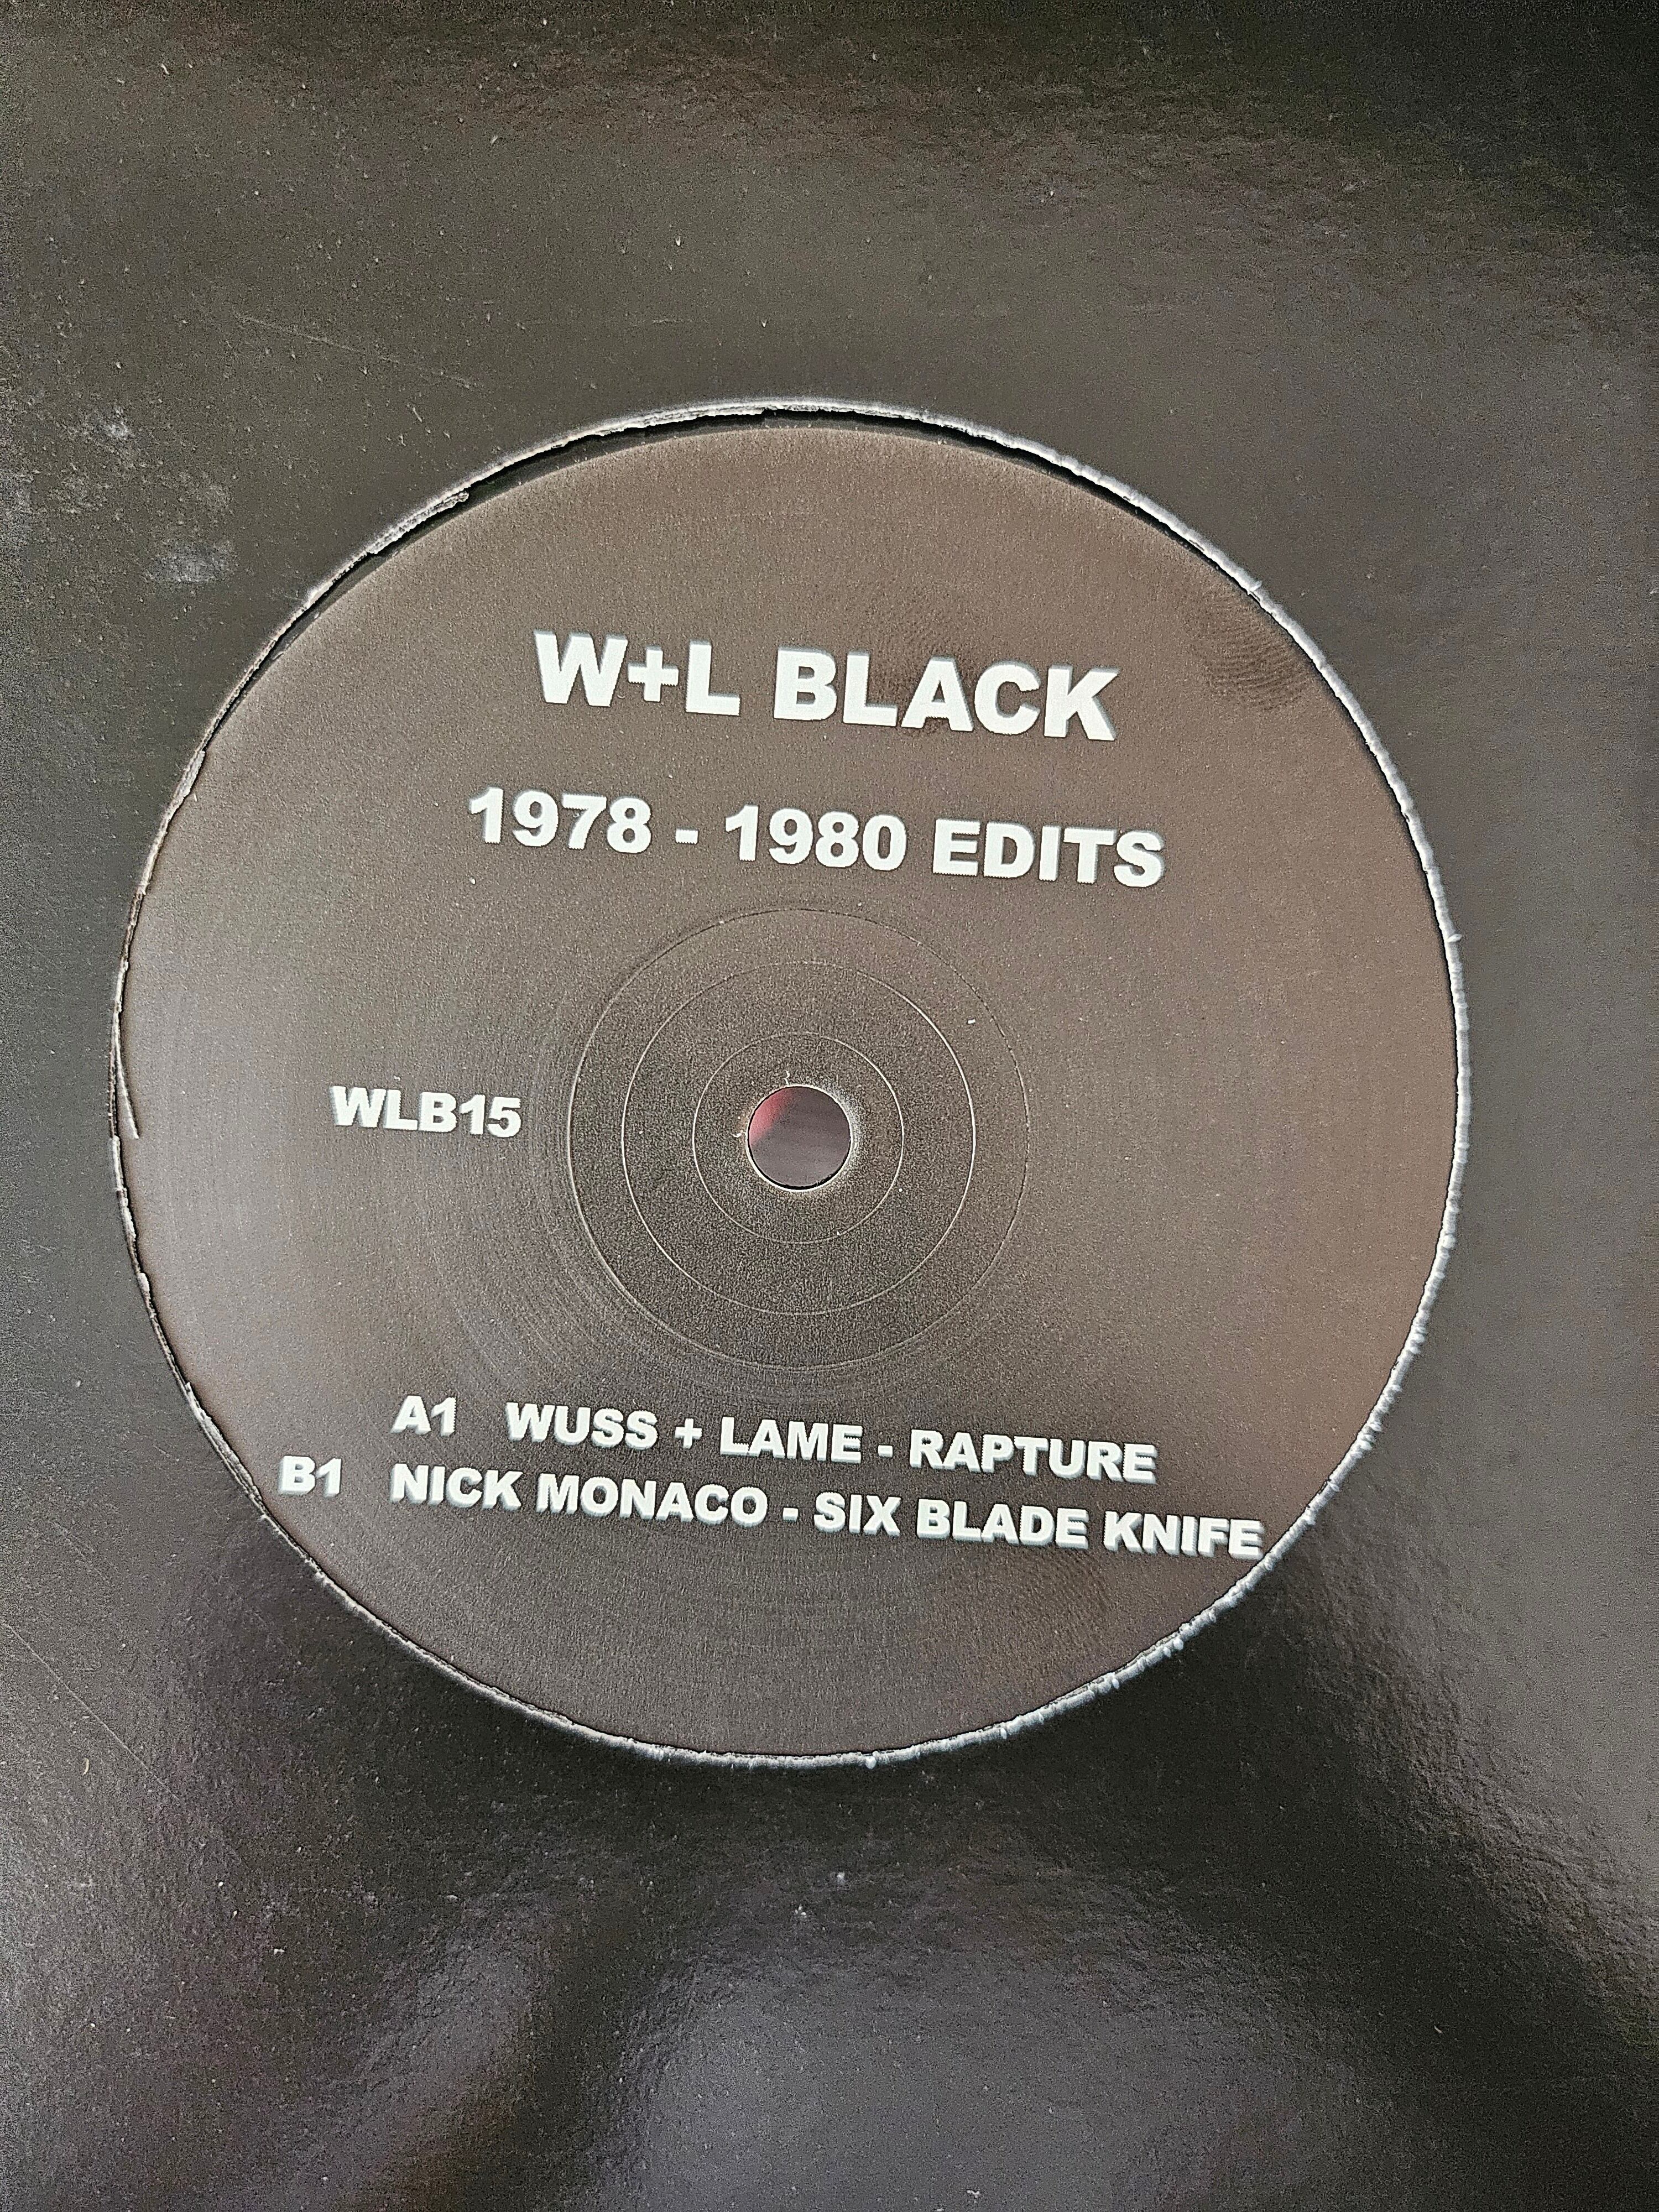 W+L BLACK
1978 - 1980 EDITS
WLB15
A1 WUSS + LAME - RAPTURE
B1 NICK MONACO - SIX BLADE KNIFE